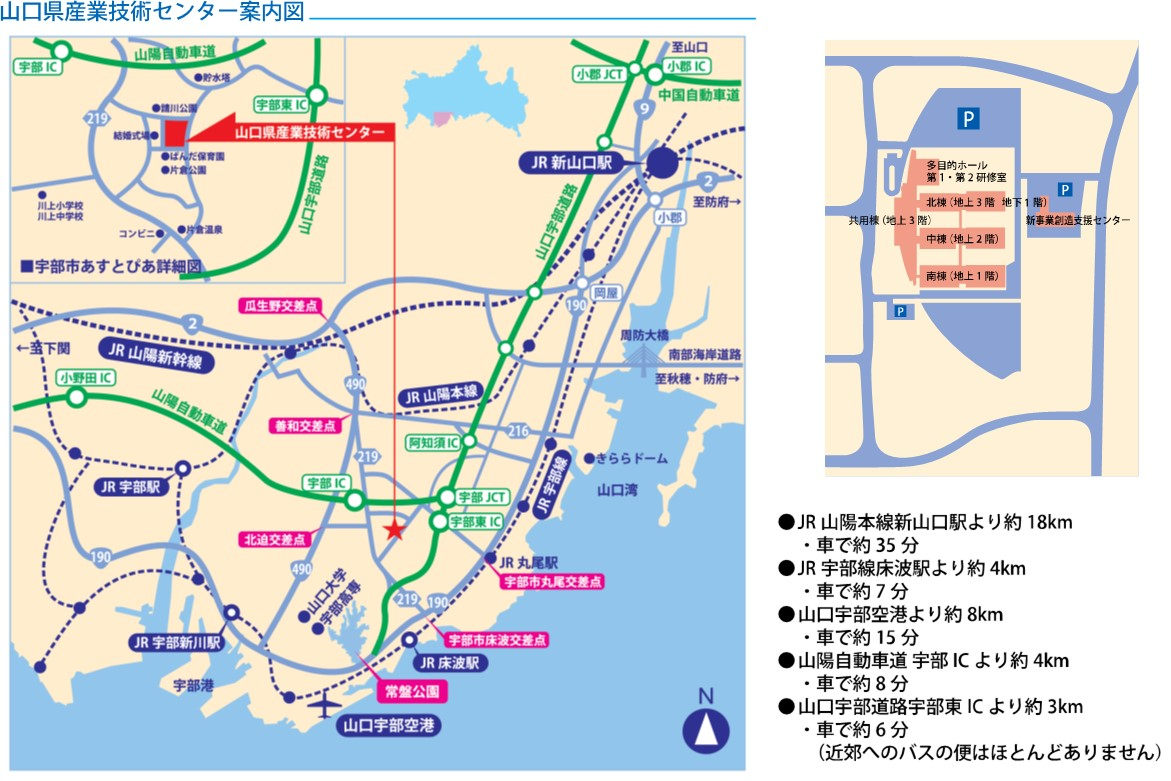 山口県産業技術センター案内図
山陽自動車道
宇部 IC
貯水塔
219
請川公園
宇部東 IC
結婚式場
山口県産業技術センター
ぱんだ保育園
片倉公園
山口宇部道路
川上小学校
川上中学校
コンビニ
片倉温泉
■宇部市あすとぴあ詳細図
至山口
小郡 JCT
小郡 IC
中国自動車道
9
JR 新山口駅
2
至防府→
小郡
山口宇部道路
岡屋
190
瓜生野交差点
2
←至下関
JR 山陽新幹線
周防大橋
南部海岸道路
至秋穂・防府→
小野田 IC
山陽自動車道
490
JR 山陽本線
善和交差点
216
阿知須 IC
219
きららドーム
JR 宇部線
山口湾
JR 宇部駅
宇部 IC
宇部 JCT
宇部東 IC
北迫交差点
190
490
JR 丸尾駅
宇部市丸尾交差点
山口大学
宇部高専
219
190
宇部市床波交差点
JR 宇部新川駅
JR 床波駅
宇部港
常盤公園
山口宇部空港
N
P
多目的ホール
第1・第2研修室
P
北棟(地上3階 地下1階)
共用棟(地上3階)
新事業創造支援センター
中棟(地上2階)
南棟(地上1階)
P
●JR 山陽本線新山口駅より約 18km
・車で約 35 分
●JR 宇部線床波駅より約 4km
・車で約 7 分
●山口宇部空港より約 8km
・車で約 15 分
●山陽自動車道 宇部 IC より約 4km
・車で約 8 分
●山口宇部道路宇部東 IC より約 3km
・車で約 6 分
(近郊へのバスの便はほとんどありません)